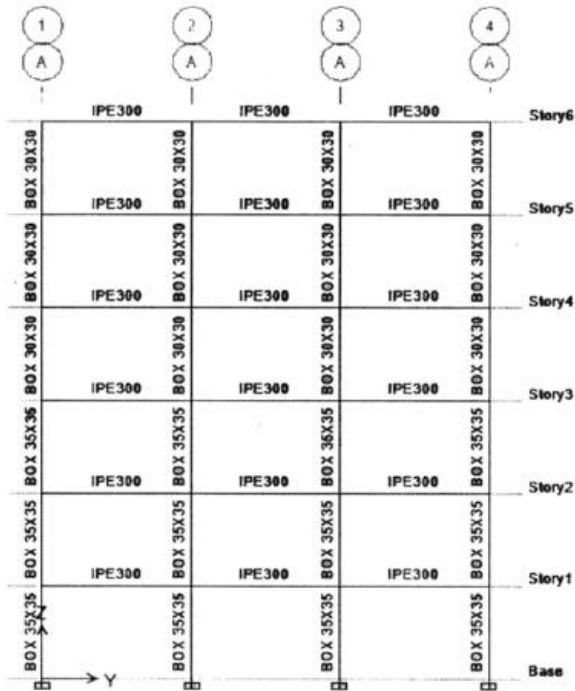 1 2 3 4
A A A A
IPE300 IPE300 IPE300 Story6
BOX 30X30 BOX 30X30 BOX 30X30 BOX 30X30
IPE300 IPE300 IPE300 Story5
BOX 30X30 BOX 30X30 BOX 30X30 BOX 30X30
IPE300 IPE300 IPE300 Story4
BOX 30X30 BOX 30X30 BOX 30X30 BOX 30X30
IPE300 IPE300 IPE300 Story3
BOX 35X35 BOX 35X35 BOX 35X35 BOX 35X35
IPE300 IPE300 IPE300 Story2
BOX 35X35 BOX 35X35 BOX 35X35 BOX 35X35
IPE300 IPE300 IPE300 Story1
BOX 35X35 BOX 35X35 BOX 35X35 BOX 35X35
Z
Y Base